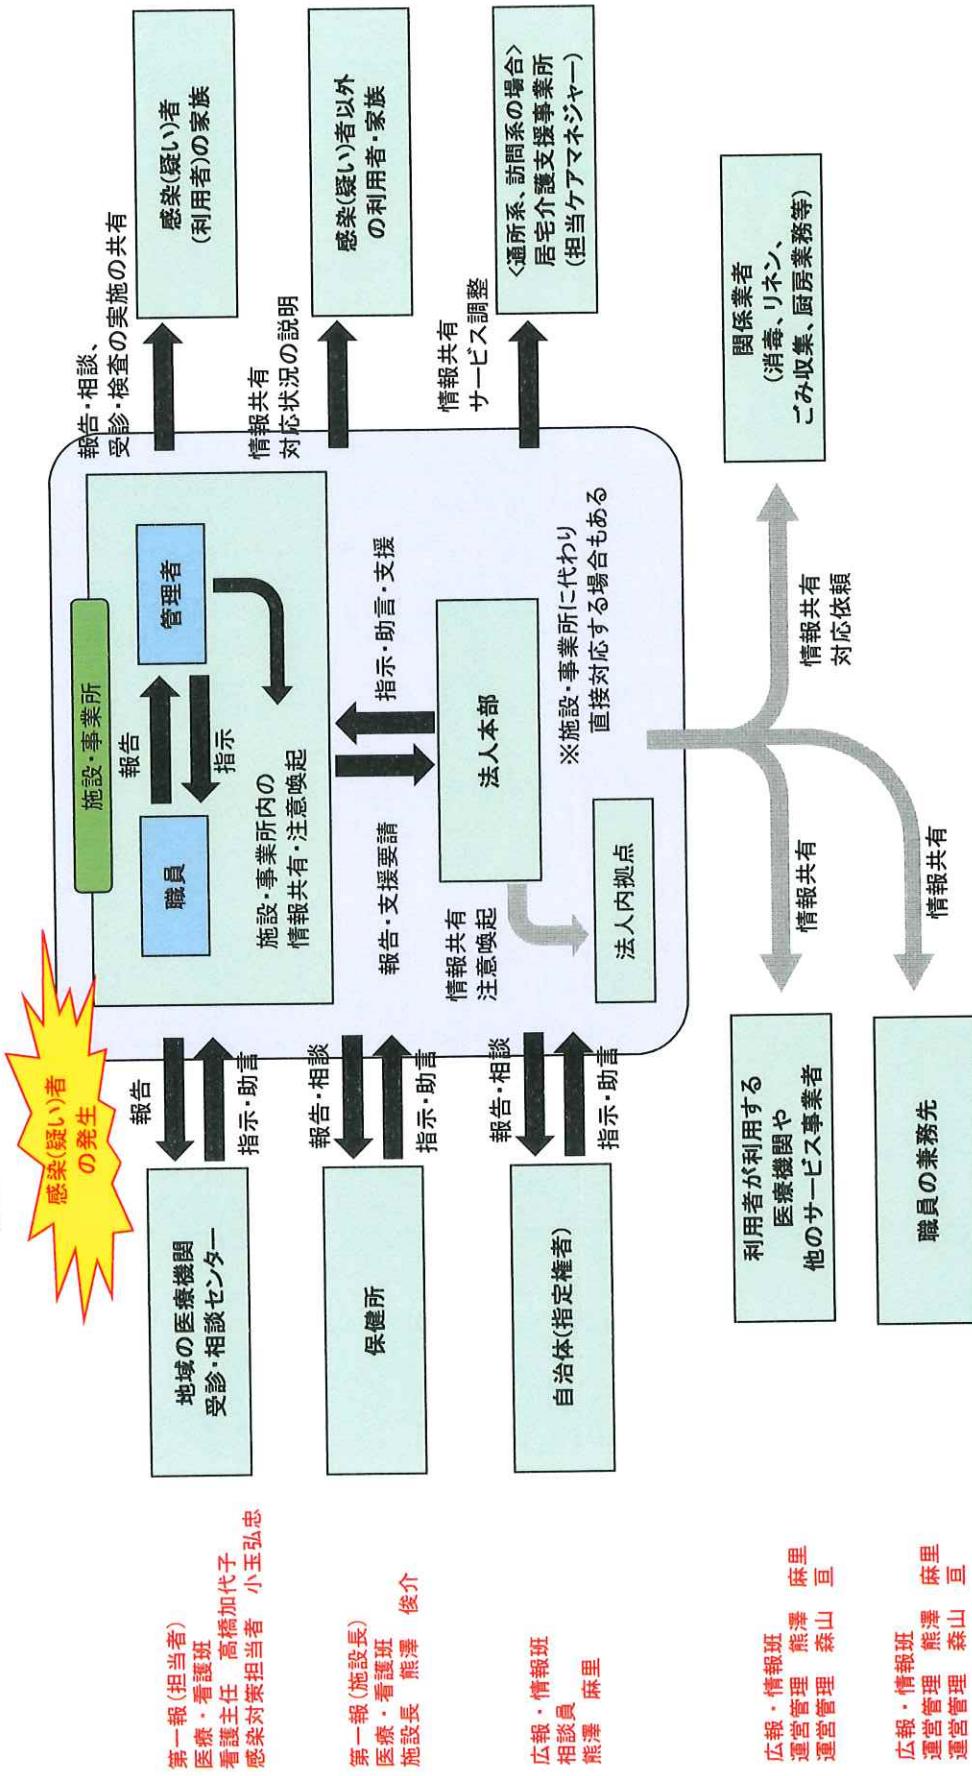 感染(疑い)者
の発生
第一報(担当者)
医療・看護班
看護主任 高橋加代子
感染対策担当者 小玉弘忠
地域の医療機関
受診・相談センター
報告
指示・助言
第一報(施設長)
医療・看護班
施設長 熊澤 俊介
保健所
報告・相談
指示・助言
広報・情報班
相談員
熊澤 麻里
自治体(指定権者)
報告・相談
指示・助言
施設・事業所
職員
報告
指示
管理者
施設・事業所内の
情報共有・注意喚起
報告・支援要請
指示・助言・支援
法人本部
情報共有
注意喚起
※施設・事業所に代わり
直接対応する場合もある
法人内拠点
報告・相談、
受診・検査の実施の共有
感染(疑い)者
(利用者)の家族
情報共有
対応状況の説明
感染(疑い)者以外
の利用者・家族
情報共有
サービス調整
<通所系、訪問系の場合>
居宅介護支援事業所
(担当ケアマネジャー)
広報・情報班
運営管理 熊澤 麻里
運営管理 森山 亘
利用者が利用する
医療機関や
他のサービス事業者
情報共有
情報共有
対応依頼
関係業者
(消毒、リネン、
ごみ収集、厨房業務等)
広報・情報班
運営管理 熊澤 麻里
運営管理 森山 亘
職員の兼務先
情報共有